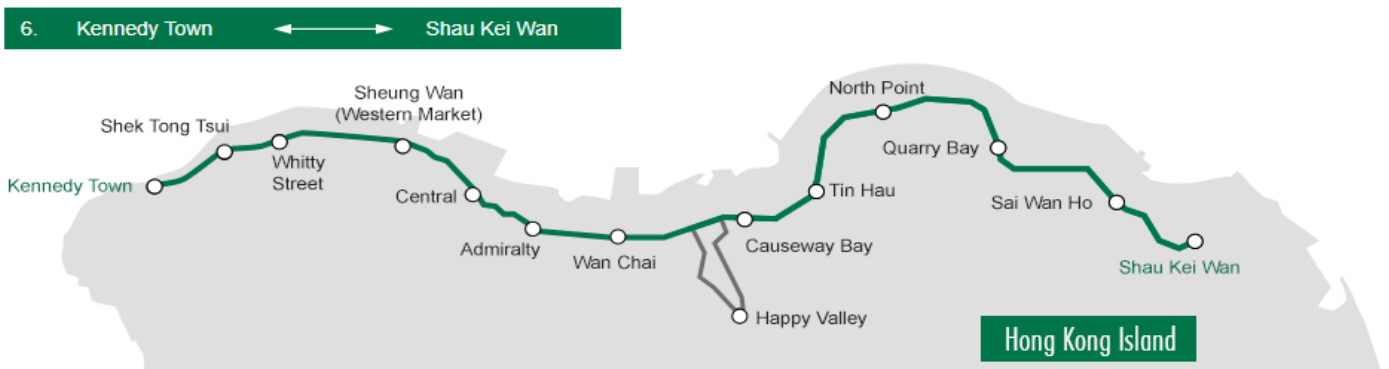 6. Kennedy Town Shau Kei Wan
Sheung Wan
(Western Market)
North Point
Shek Tong Tsui
Whitty
Street
Quarry Bay
Kennedy Town
Central
Tin Hau
Sai Wan Ho
Admiralty
Wan Chai
Causeway Bay
Shau Kei Wan
Happy Valley
Hong Kong Island